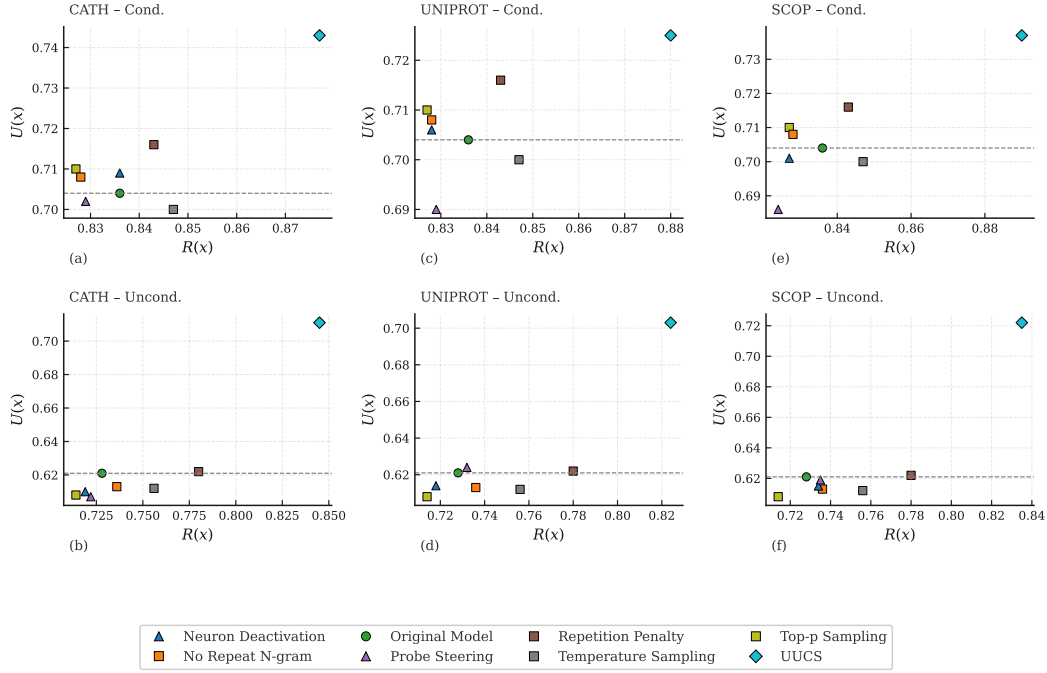 CATH – Cond.
UNIPROT – Cond.
SCOP – Cond.
U(x)
0.74
0.73
0.72
0.71
0.70
0.83
0.84
0.85
0.86
0.87
R(x)
(a)
U(x)
0.72
0.71
0.70
0.69
0.83
0.84
0.85
0.86
0.87
0.88
R(x)
(c)
U(x)
0.73
0.72
0.71
0.70
0.69
0.84
0.86
0.88
R(x)
(e)
CATH – Uncond.
UNIPROT – Uncond.
SCOP – Uncond.
U(x)
0.70
0.68
0.66
0.64
0.62
0.725
0.750
0.775
0.800
0.825
0.850
R(x)
(b)
U(x)
0.70
0.68
0.66
0.64
0.62
0.72
0.74
0.76
0.78
0.80
0.82
R(x)
(d)
U(x)
0.72
0.70
0.68
0.66
0.64
0.62
0.72
0.74
0.76
0.78
0.80
0.82
0.84
R(x)
(f)
Neuron Deactivation
Original Model
Repetition Penalty
Top-p Sampling
No Repeat N-gram
Probe Steering
Temperature Sampling
UUCS